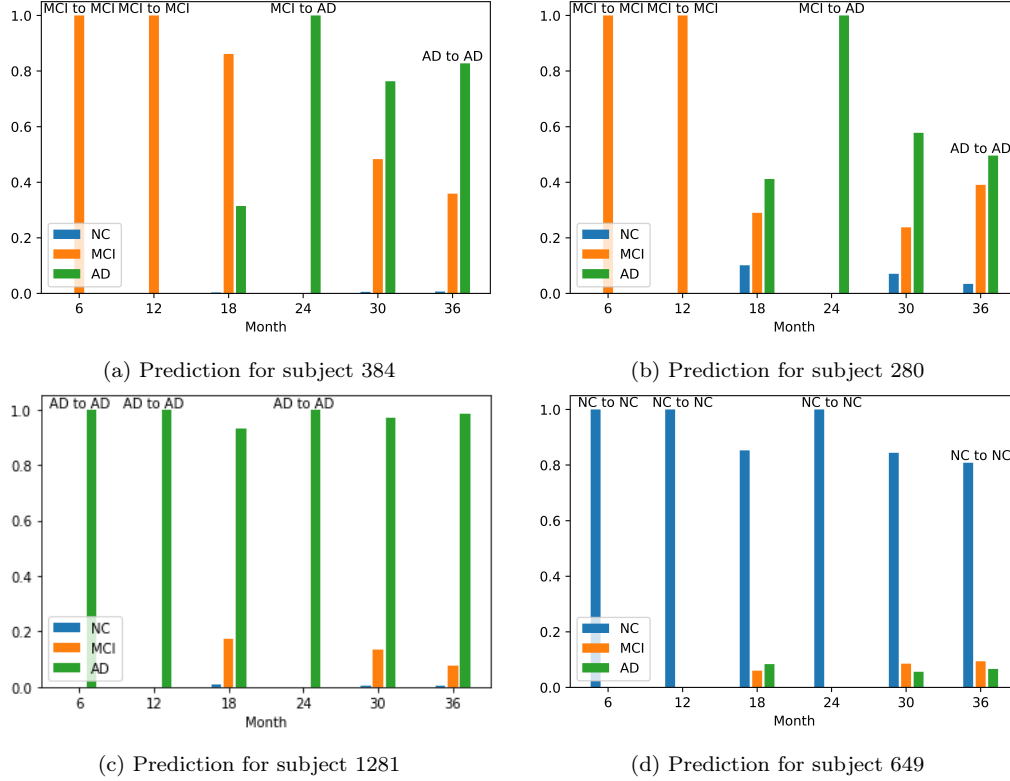 MCI to MCI MCI to MCI MCI to AD
AD to AD
1.0
0.8
0.6
0.4
0.2
0.0
NC
MCI
AD
6 12 18 24 30 36
Month
(a) Prediction for subject 384
MCI to MCI MCI to MCI MCI to AD
AD to AD
1.0
0.8
0.6
0.4
0.2
0.0
NC
MCI
AD
6 12 18 24 30 36
Month
(b) Prediction for subject 280
AD to AD AD to AD AD to AD
1.0
0.8
0.6
0.4
0.2
0.0
NC
MCI
AD
6 12 18 24 30 36
Month
(c) Prediction for subject 1281
NC to NC NC to NC NC to NC
NC to NC
1.0
0.8
0.6
0.4
0.2
0.0
NC
MCI
AD
6 12 18 24 30 36
Month
(d) Prediction for subject 649